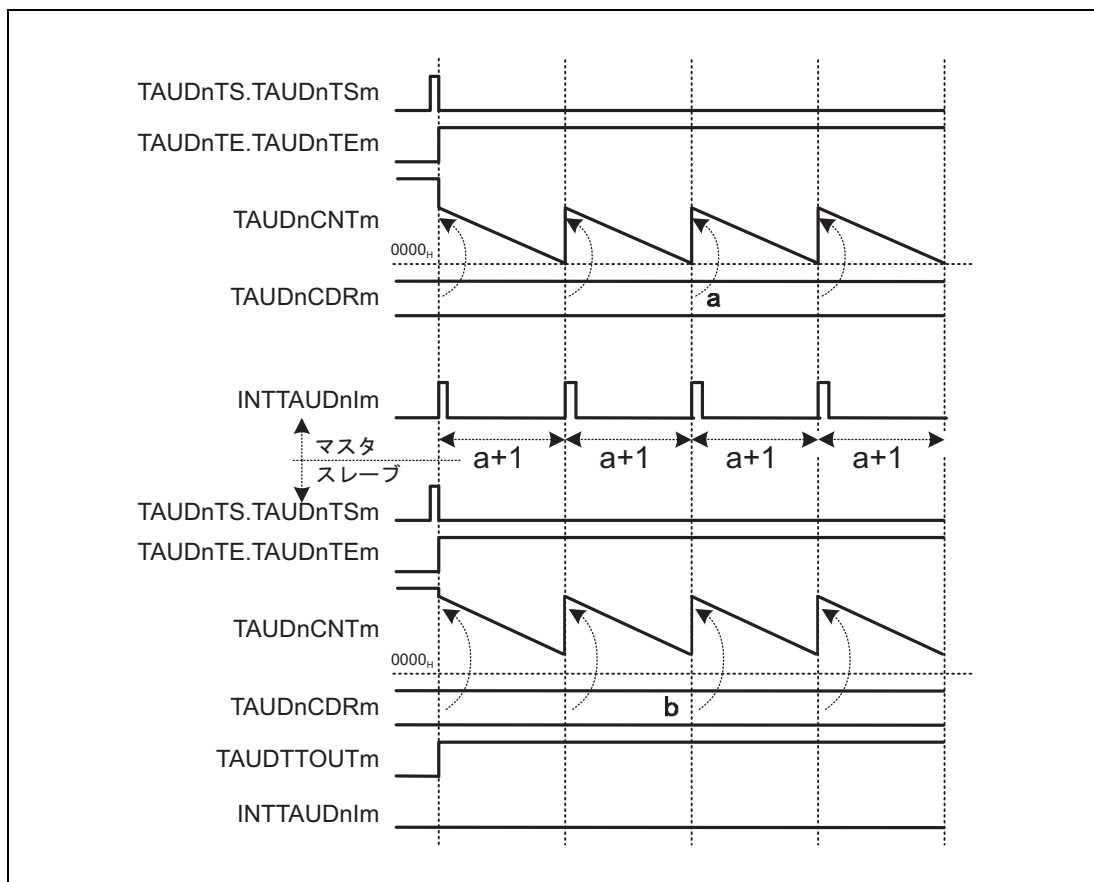 TAUDnTS.TAUDnTSm
TAUDnTE.TAUDnTEm
TAUDnCNTm
0000H
TAUDnCDRm
a
INTTAUDnIm
マスタ
スレーブ
a+1 a+1 a+1 a+1
TAUDnTS.TAUDnTSm
TAUDnTE.TAUDnTEm
TAUDnCNTm
0000H
TAUDnCDRm
b
TAUDTTOUTm
INTTAUDnIm